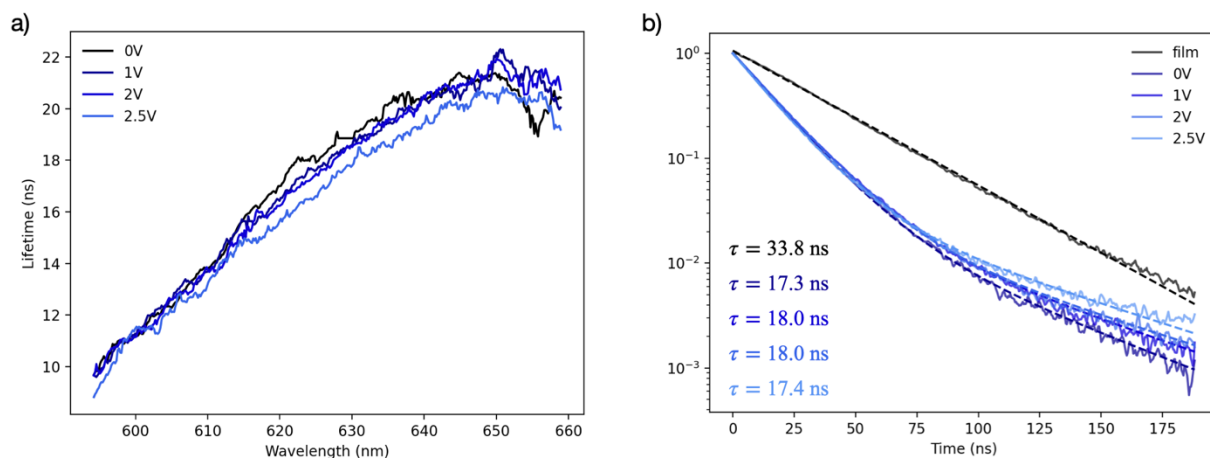 a)
0V
1V
2V
2.5V
22
20
18
16
14
12
10
Lifetime (ns)
600 610 620 630 640 650 660
Wavelength (nm)
b)
film
0V
1V
2V
2.5V
10⁰
10⁻¹
10⁻²
10⁻³
τ = 33.8 ns
τ = 17.3 ns
τ = 18.0 ns
τ = 18.0 ns
τ = 17.4 ns
0 25 50 75 100 125 150 175
Time (ns)